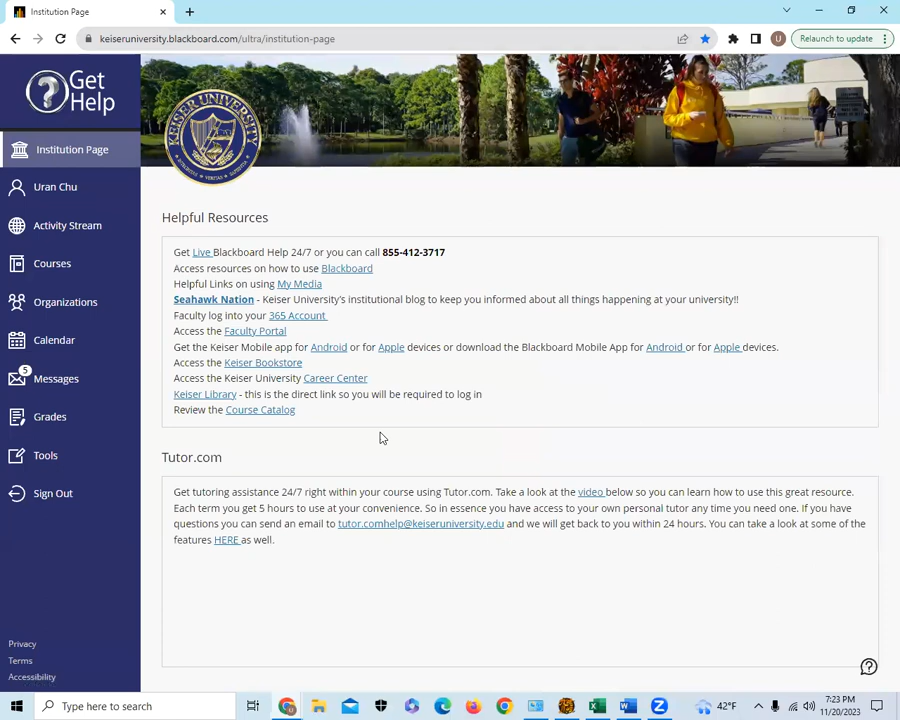 Institution Page
keiseruniversity.blackboard.com/ultra/institution-page
U
Relaunch to update
Get Help
KEISER UNIVERSITY
Institution Page
Uran Chu
Activity Stream
Courses
Organizations
Calendar
5
Messages
Grades
Tools
Sign Out
Privacy
Terms
Accessibility
Helpful Resources
Get Live Blackboard Help 24/7 or you can call 855-412-3717
Access resources on how to use Blackboard
Helpful Links on using My Media
Seahawk Nation - Keiser University's institutional blog to keep you informed about all things happening at your university!!
Faculty log into your 365 Account
Access the Faculty Portal
Get the Keiser Mobile app for Android or for Apple devices or download the Blackboard Mobile App for Android or for Apple devices.
Access the Keiser Bookstore
Access the Keiser University Career Center
Keiser Library - this is the direct link so you will be required to log in
Review the Course Catalog
Tutor.com
Get tutoring assistance 24/7 right within your course using Tutor.com. Take a look at the video below so you can learn how to use this great resource.
Each term you get 5 hours to use at your convenience. So in essence you have access to your own personal tutor any time you need one. If you have
questions you can send an email to tutor.comhelp@keiseruniversity.edu and we will get back to you within 24 hours. You can take a look at some of the
features HERE as well.
Type here to search
42°F
7:23 PM
11/20/2023